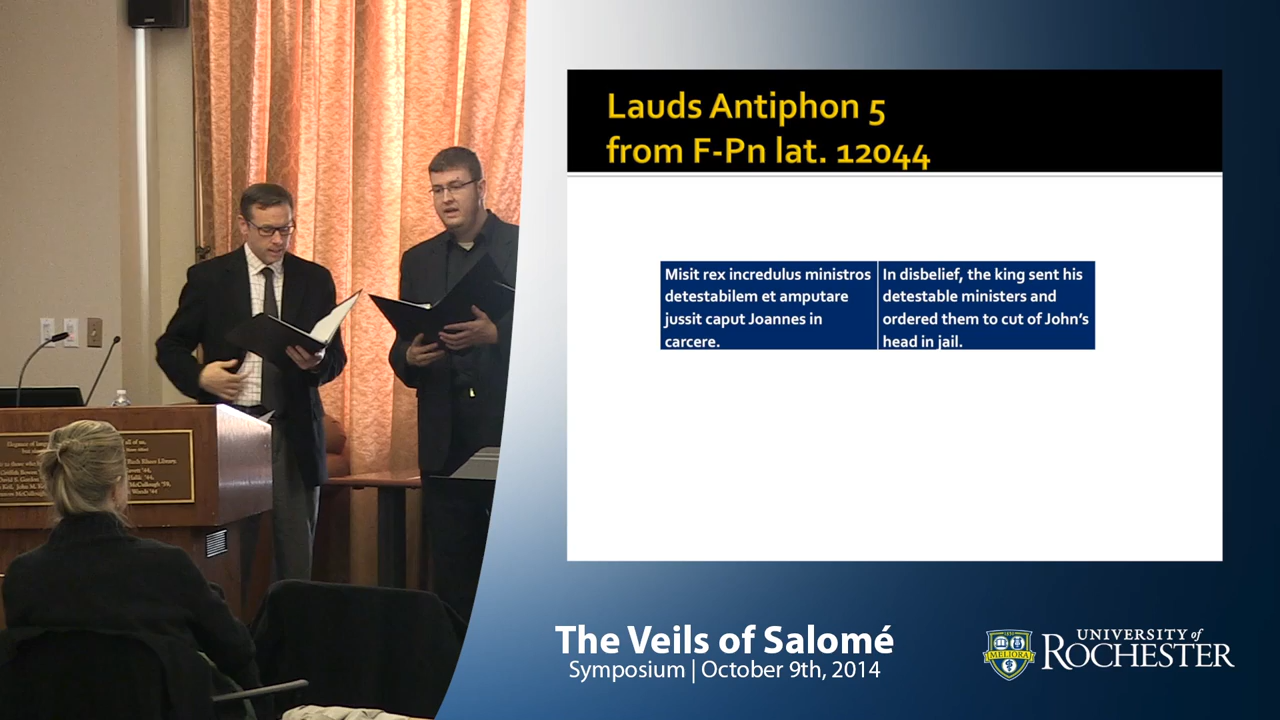 Lauds Antiphon 5
from F-Pn lat. 12044
Misit rex incredulus ministros
detestabilem et amputare
jussit caput Joannes in
carcere.
In disbelief, the king sent his
detestable ministers and
ordered them to cut of John's
head in jail.
The Veils of Salomé
Symposium | October 9th, 2014
MELIORA
UNIVERSITY of
ROCHESTER